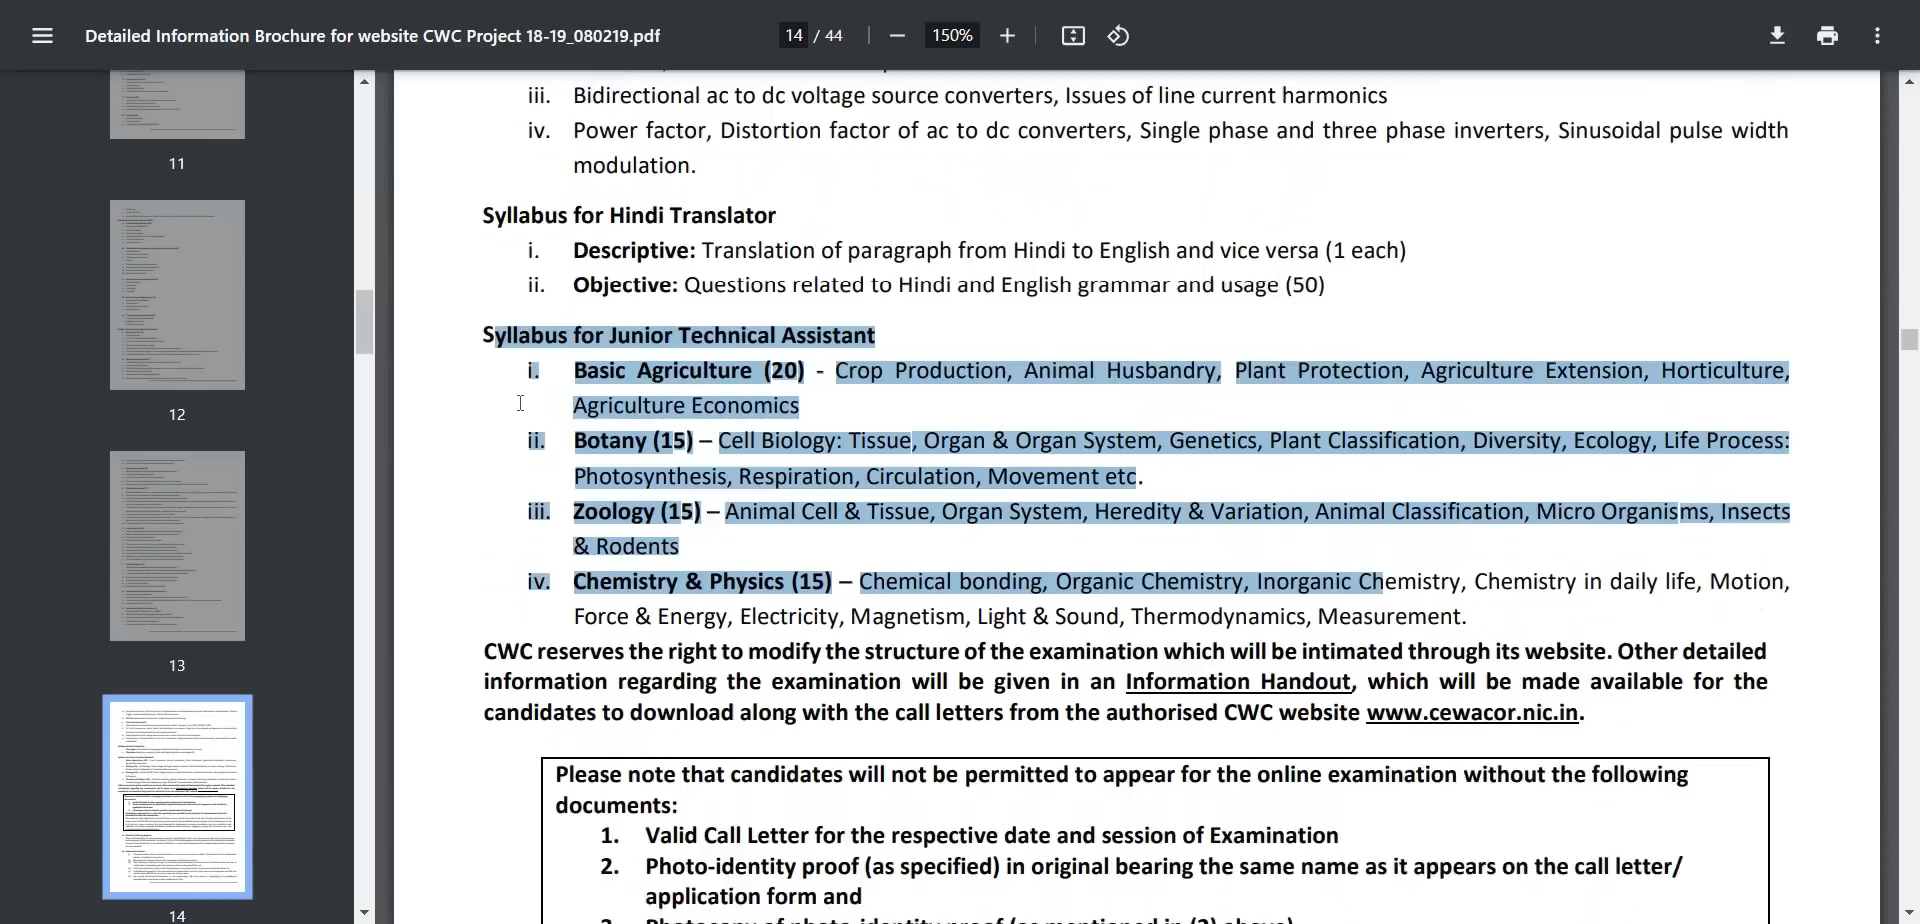 Detailed Information Brochure for website CWC Project 18-19_080219.pdf
14 / 44
150%
11
12
13
14
iii. Bidirectional ac to dc voltage source converters, Issues of line current harmonics
iv. Power factor, Distortion factor of ac to dc converters, Single phase and three phase inverters, Sinusoidal pulse width
modulation.
Syllabus for Hindi Translator
i. Descriptive: Translation of paragraph from Hindi to English and vice versa (1 each)
ii. Objective: Questions related to Hindi and English grammar and usage (50)
Syllabus for Junior Technical Assistant
i. Basic Agriculture (20) - Crop Production, Animal Husbandry, Plant Protection, Agriculture Extension, Horticulture,
Agriculture Economics
ii. Botany (15) – Cell Biology: Tissue, Organ & Organ System, Genetics, Plant Classification, Diversity, Ecology, Life Process:
Photosynthesis, Respiration, Circulation, Movement etc.
iii. Zoology (15) – Animal Cell & Tissue, Organ System, Heredity & Variation, Animal Classification, Micro Organisms, Insects
& Rodents
iv. Chemistry & Physics (15) – Chemical bonding, Organic Chemistry, Inorganic Chemistry, Chemistry in daily life, Motion,
Force & Energy, Electricity, Magnetism, Light & Sound, Thermodynamics, Measurement.
CWC reserves the right to modify the structure of the examination which will be intimated through its website. Other detailed
information regarding the examination will be given in an Information Handout, which will be made available for the
candidates to download along with the call letters from the authorised CWC website www.cewacor.nic.in.
Please note that candidates will not be permitted to appear for the online examination without the following
documents:
1. Valid Call Letter for the respective date and session of Examination
2. Photo-identity proof (as specified) in original bearing the same name as it appears on the call letter/
application form and
3. Photocopy of photo-identity proof (as mentioned in (2) above)